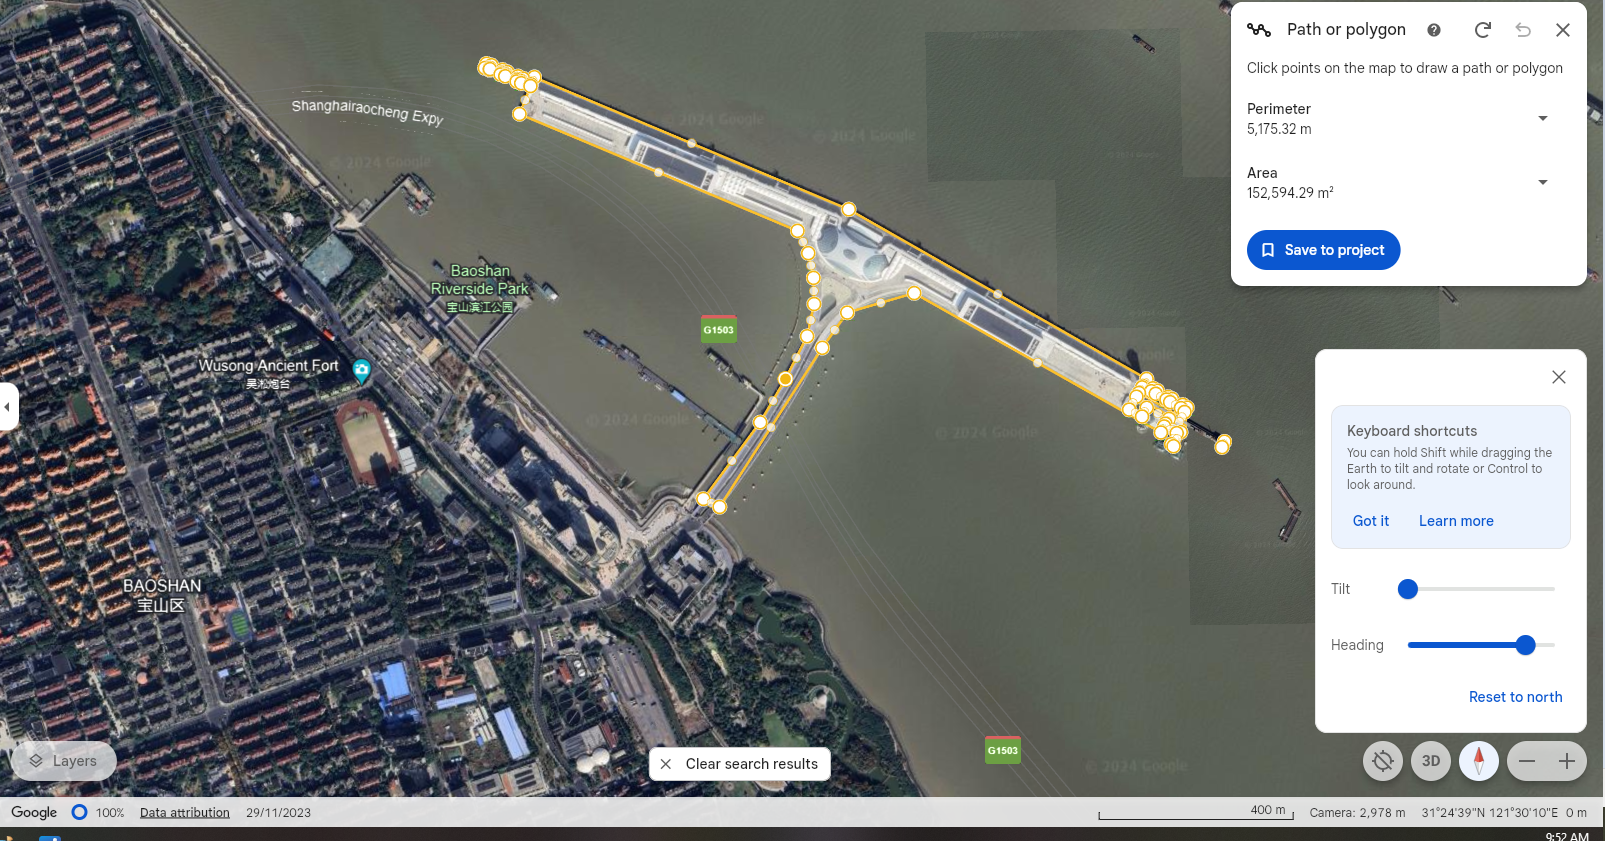 Path or polygon
Click points on the map to draw a path or polygon
Perimeter
5,175.32 m
Area
152,594.29 m²
Save to project
Shanghairaocheng Expy
© 2024 Google
© 2024 Google
© 2024 Google
Baoshan
Riverside Park
宝山滨江公园
G1503
Wusong Ancient Fort
吴淞炮台
© 2024 Google
© 2024 Google
BAOSHAN
宝山区
G1503
© 2024 Google
Keyboard shortcuts
You can hold Shift while dragging the
Earth to tilt and rotate or Control to
look around.
Got it
Learn more
Tilt
Heading
Reset to north
Layers
Clear search results
3D
Google
100%
Data attribution
29/11/2023
400 m
Camera: 2,978 m
31°24'39"N 121°30'10"E
0 m
9:52 AM